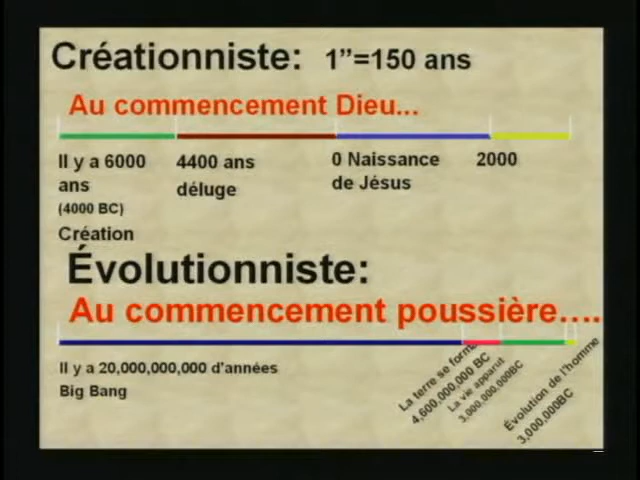 Créationniste: 1”=150 ans
Au commencement Dieu...
Il y a 6000
ans
(4000 BC)
Création
4400 ans
déluge
0 Naissance
de Jésus
2000
Évolutionniste:
Au commencement poussière....
Il y a 20,000,000,000 d'années
Big Bang
La terre se form
4,600,000,000 BC
La vie apparut
3,000,000,000BC
Évolution de l'homme
3,000,000BC